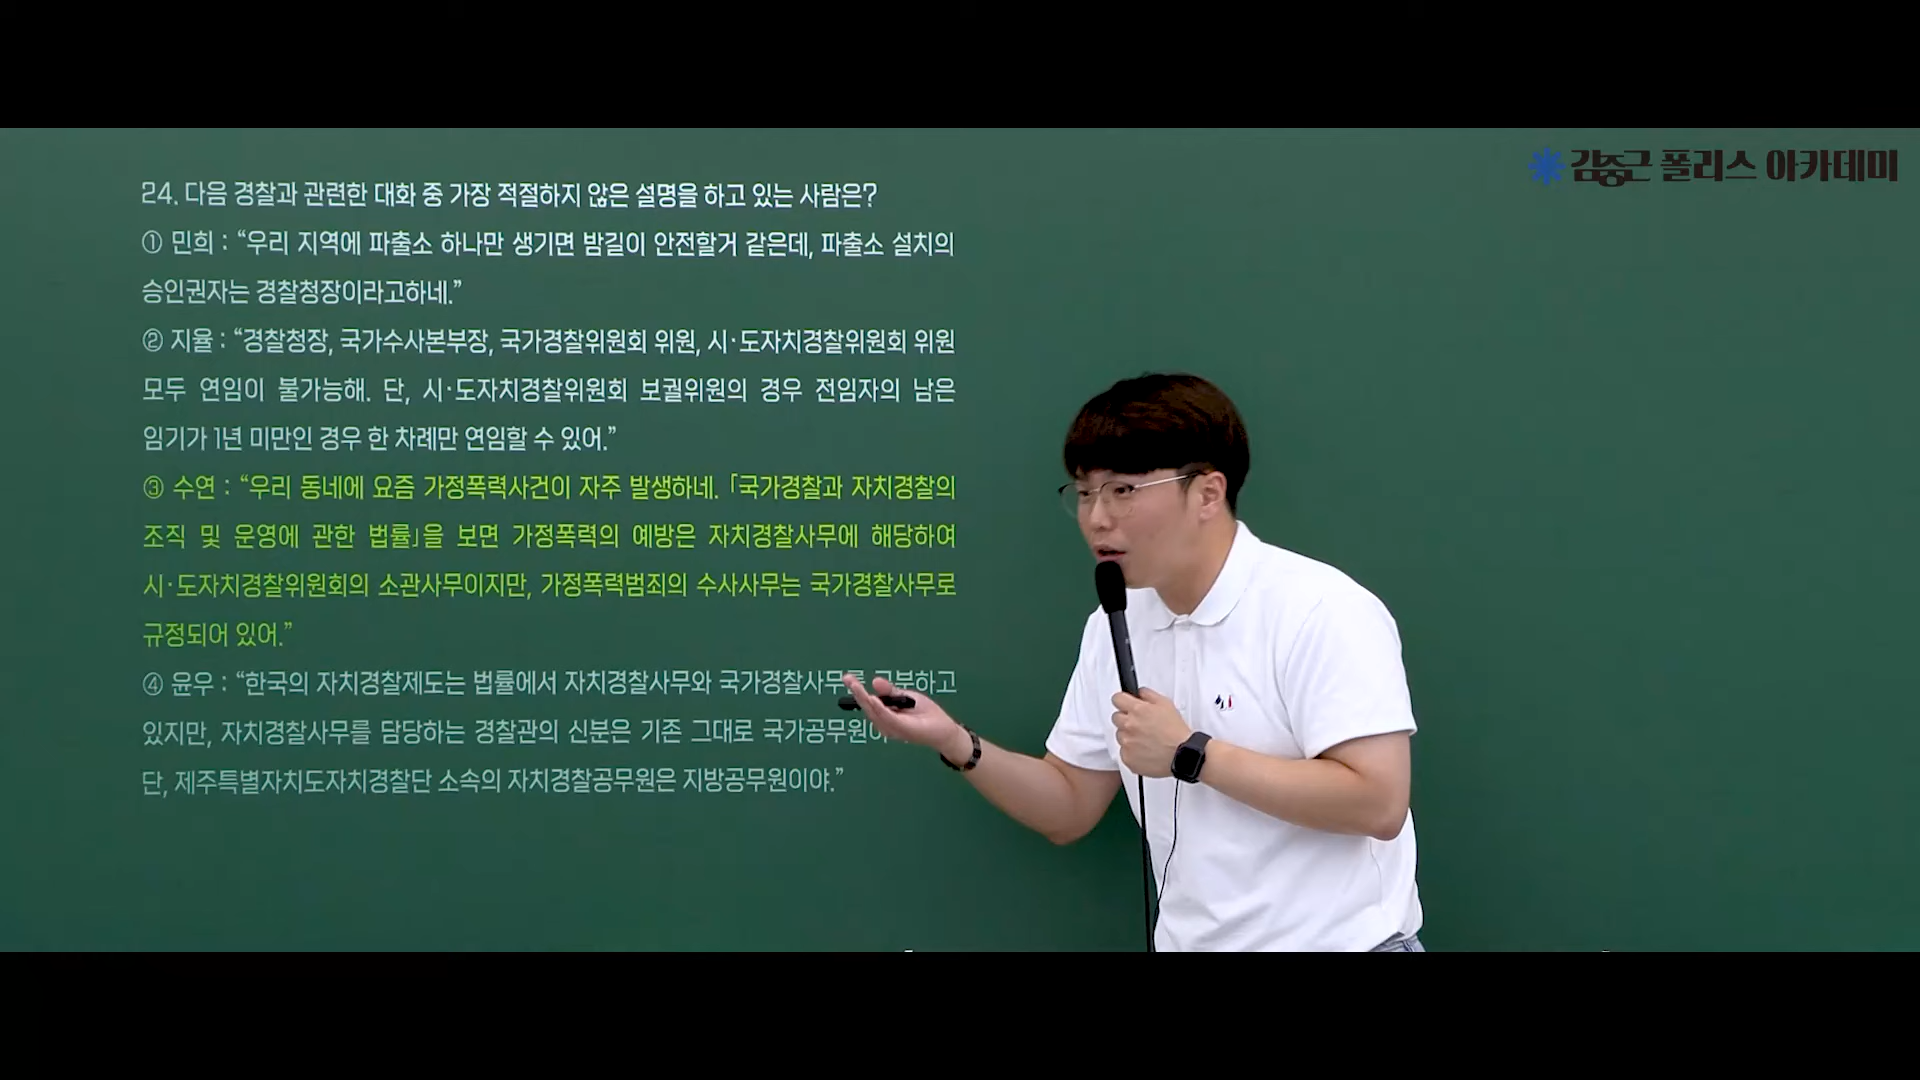 김중근 폴리스 아카데미
24. 다음 경찰과 관련한 대화 중 가장 적절하지 않은 설명을 하고 있는 사람은?
① 민희 : “우리 지역에 파출소 하나만 생기면 밤길이 안전할거 같은데, 파출소 설치의
승인권자는 경찰청장이라고하네.”
② 지율 : “경찰청장, 국가수사본부장, 국가경찰위원회 위원, 시·도자치경찰위원회 위원
모두 연임이 불가능해. 단, 시·도자치경찰위원회 보궐위원의 경우 전임자의 남은
임기가 1년 미만인 경우 한 차례만 연임할 수 있어.”
③ 수연 : “우리 동네에 요즘 가정폭력사건이 자주 발생하네. 「국가경찰과 자치경찰의
조직 및 운영에 관한 법률」을 보면 가정폭력의 예방은 자치경찰사무에 해당하여
시·도자치경찰위원회의 소관사무이지만, 가정폭력범죄의 수사사무는 국가경찰사무로
규정되어 있어.”
④ 윤우 : “한국의 자치경찰제도는 법률에서 자치경찰사무와 국가경찰사무를 구분하고
있지만, 자치경찰사무를 담당하는 경찰관의 신분은 기존 그대로
단, 제주특별자치도자치경찰단 소속의 자치경찰공무원은 지방공무원이야.”